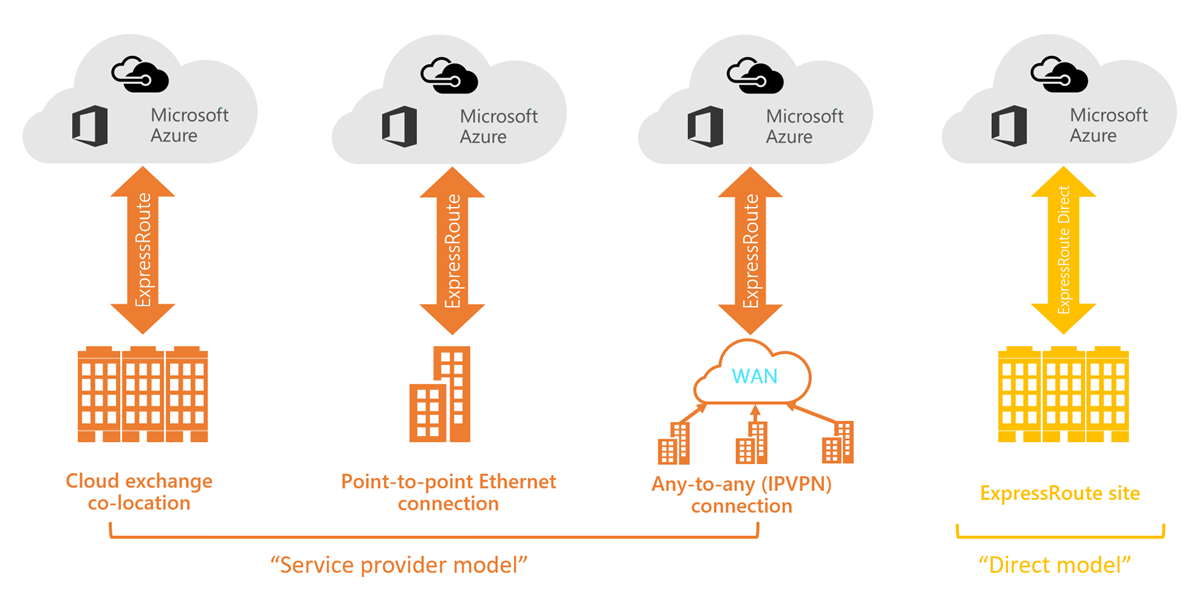 Microsoft
Azure
Microsoft
Azure
Microsoft
Azure
Microsoft
Azure
ExpressRoute
ExpressRoute
ExpressRoute
ExpressRoute Direct
WAN
Cloud exchange
co-location
Point-to-point Ethernet
connection
Any-to-any (IPVPN)
connection
ExpressRoute site
“Service provider model”
“Direct model”